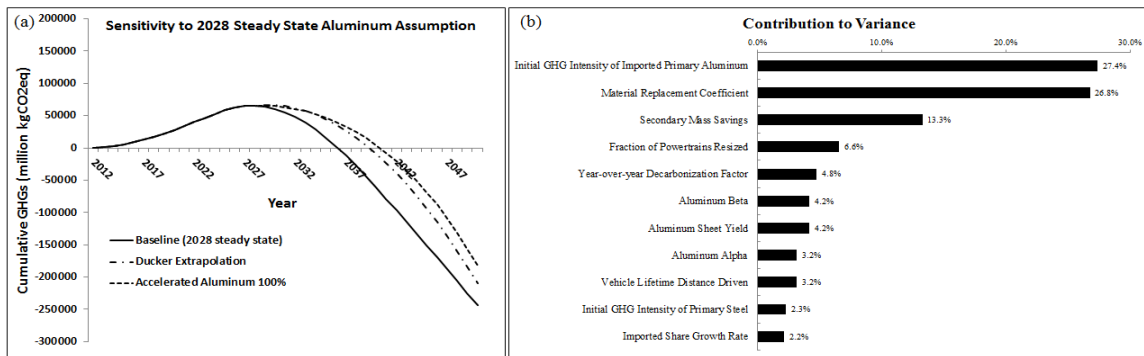 (a)
Sensitivity to 2028 Steady State Aluminum Assumption
Cumulative GHGs (million kgCO2eq)
200000
150000
100000
50000
0
-50000
-100000
-150000
-200000
-250000
-300000
2012
2017
2022
2027
2032
2037
2042
2047
Year
Baseline (2028 steady state)
Ducker Extrapolation
Accelerated Aluminum 100%
(b)
Contribution to Variance
0.0% 10.0% 20.0% 30.0%
Initial GHG Intensity of Imported Primary Aluminum 27.4%
Material Replacement Coefficient 26.8%
Secondary Mass Savings 13.3%
Fraction of Powertrains Resized 6.6%
Year-over-year Decarbonization Factor 4.8%
Aluminum Beta 4.2%
Aluminum Sheet Yield 4.2%
Aluminum Alpha 3.2%
Vehicle Lifetime Distance Driven 3.2%
Initial GHG Intensity of Primary Steel 2.3%
Imported Share Growth Rate 2.2%